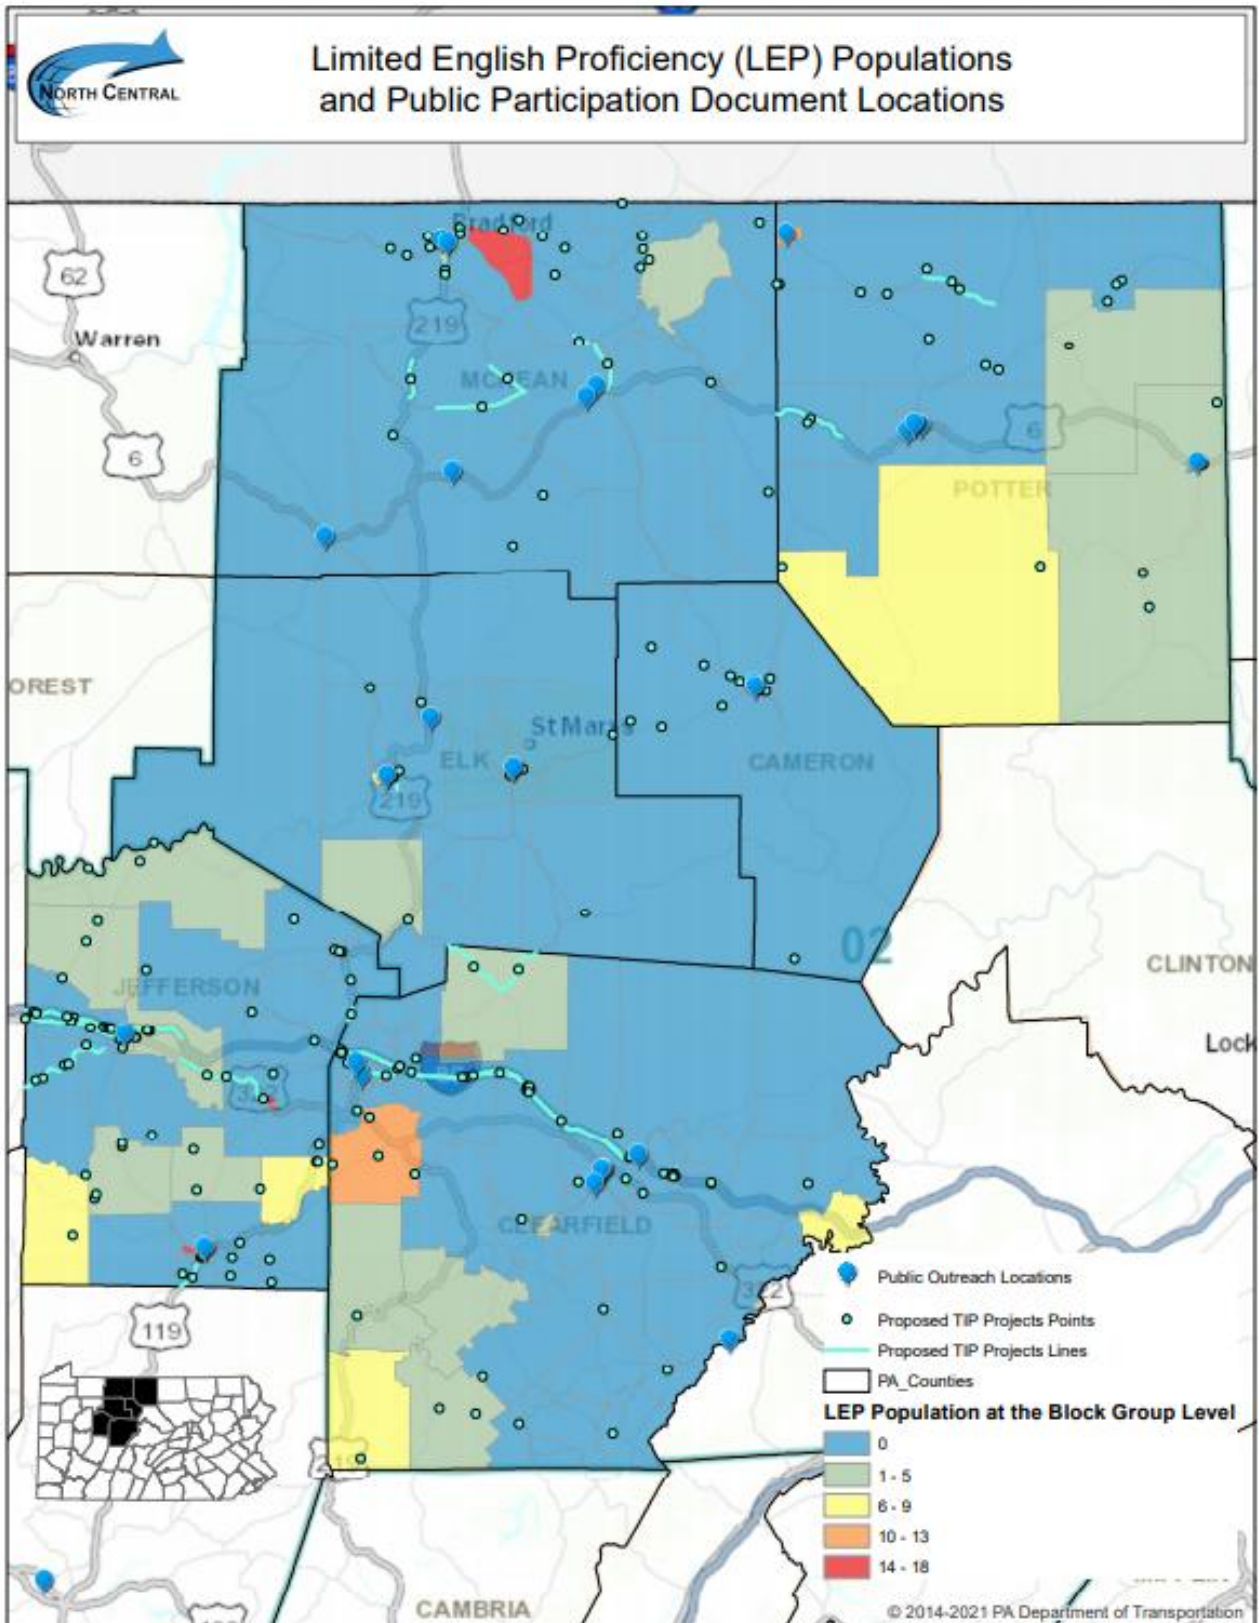 NORTH CENTRAL
Limited English Proficiency (LEP) Populations
and Public Participation Document Locations
Bradford
62
219
Warren
MCKEAN
6
6
POTTER
OREST
St Marys
ELK
CAMERON
219
02
CLINTON
JEFFERSON
Lock
322
CLEARFIELD
322
Public Outreach Locations
119
Proposed TIP Projects Points
Proposed TIP Projects Lines
PA_Counties
LEP Population at the Block Group Level
0
1 - 5
6 - 9
10 - 13
14 - 18
219
CAMBRIA
© 2014-2021 PA Department of Transportation